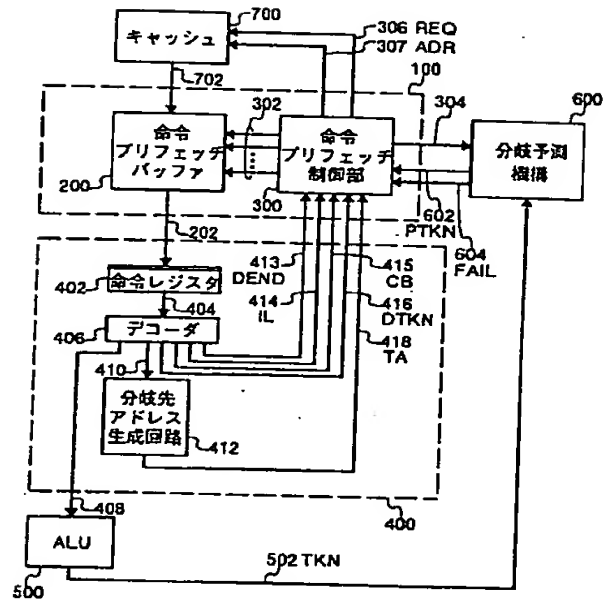 700
キャッシュ
306 REQ
307 ADR
702
100
302
304
600
命令
プリフェッチ
バッファ
200
命令
プリフェッチ
制御部
300
分岐予測
機構
602
PTKN
604
FAIL
202
413
DEND
414
IL
415
CB
416
DTKN
418
TA
402
命令レジスタ
404
406
デコーダ
410
分岐先
アドレス
生成回路
412
408
400
ALU
500
502 TKN